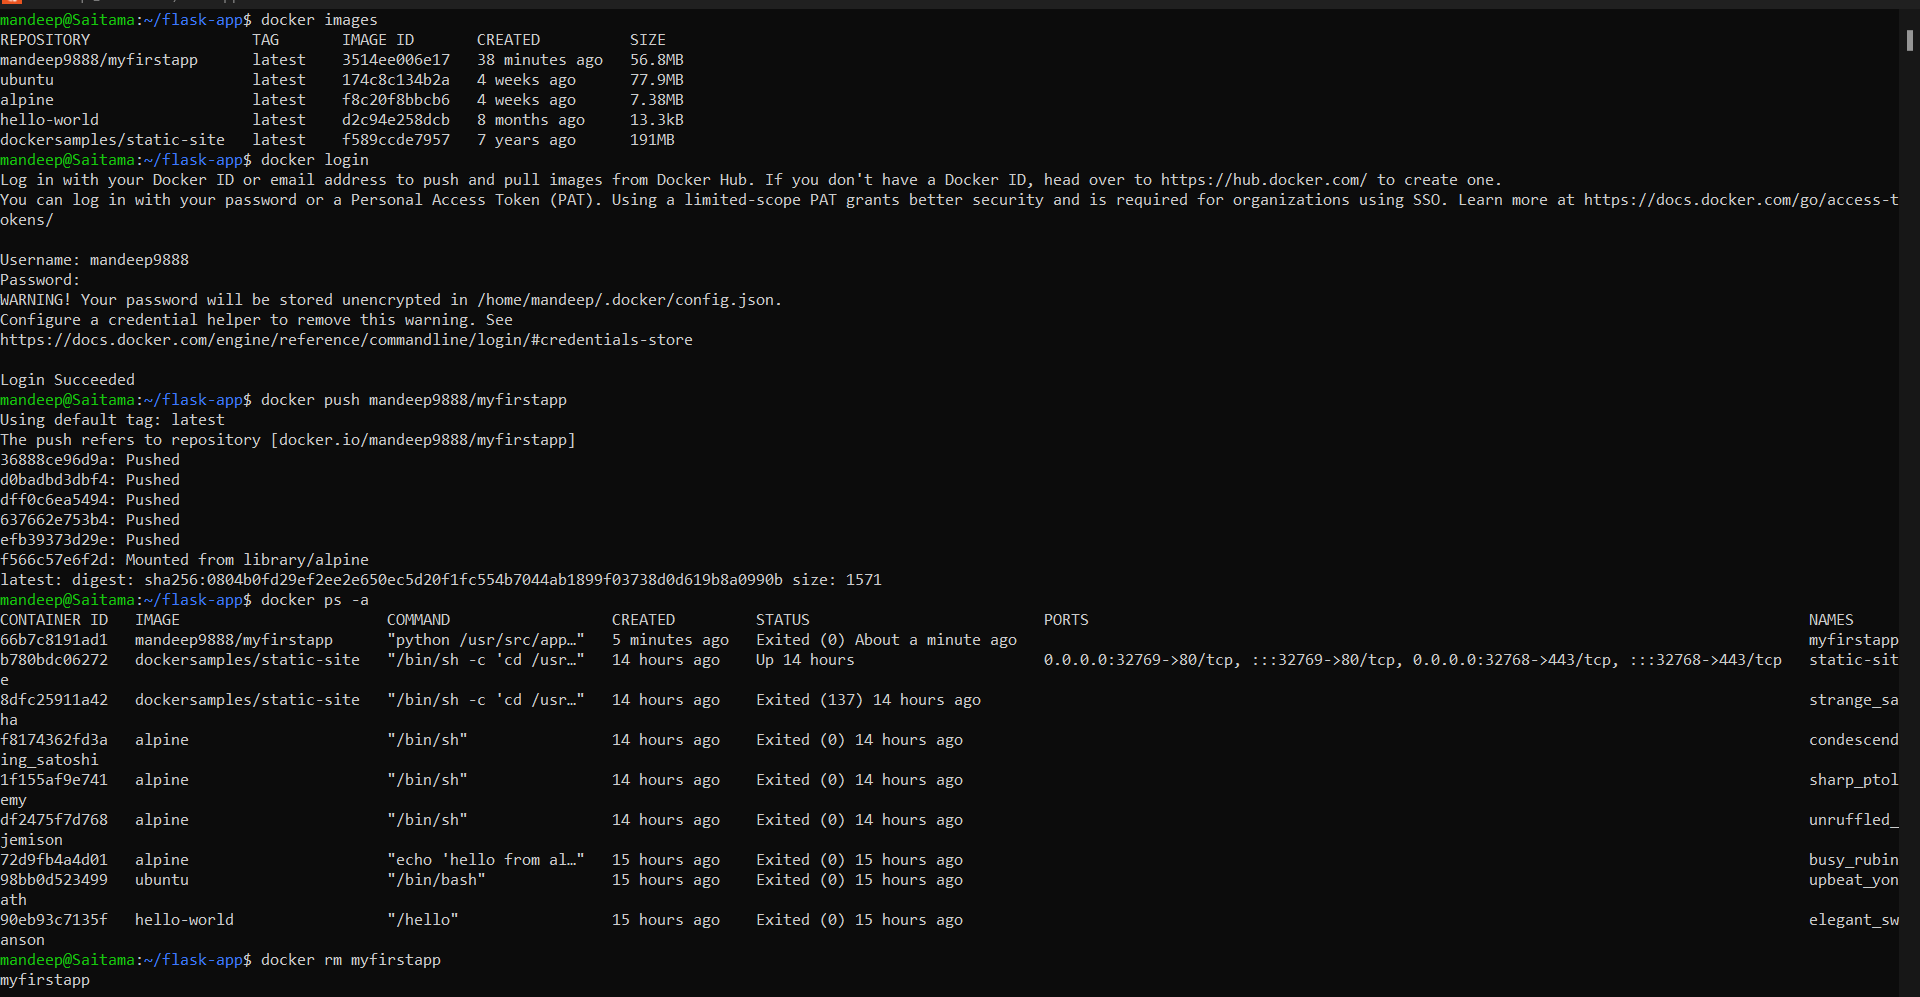 mandeep@Saitama:~/flask-app$ docker images
REPOSITORY                  TAG       IMAGE ID       CREATED          SIZE
mandeep9888/myfirstapp      latest    3514ee006e17   38 minutes ago   56.8MB
ubuntu                      latest    174c8c134b2a   4 weeks ago      77.9MB
alpine                      latest    f8c20f8bbcb6   4 weeks ago      7.38MB
hello-world                 latest    d2c94e258dcb   8 months ago     13.3kB
dockersamples/static-site   latest    f589ccde7957   7 years ago      191MB
mandeep@Saitama:~/flask-app$ docker login
Log in with your Docker ID or email address to push and pull images from Docker Hub. If you don't have a Docker ID, head over to https://hub.docker.com/ to create one.
You can log in with your password or a Personal Access Token (PAT). Using a limited-scope PAT grants better security and is required for organizations using SSO. Learn more at https://docs.docker.com/go/access-t
okens/
Username: mandeep9888
Password:
WARNING! Your password will be stored unencrypted in /home/mandeep/.docker/config.json.
Configure a credential helper to remove this warning. See
https://docs.docker.com/engine/reference/commandline/login/#credentials-store
Login Succeeded
mandeep@Saitama:~/flask-app$ docker push mandeep9888/myfirstapp
Using default tag: latest
The push refers to repository [docker.io/mandeep9888/myfirstapp]
36888ce96d9a: Pushed
d0badbd3dbf4: Pushed
dff0c6ea5494: Pushed
637662e753b4: Pushed
efb39373d29e: Pushed
f566c57e6f2d: Mounted from library/alpine
latest: digest: sha256:0804b0fd29ef2ee2e650ec5d20f1fc554b7044ab1899f03738d0d619b8a0990b size: 1571
mandeep@Saitama:~/flask-app$ docker ps -a
CONTAINER ID   IMAGE                       COMMAND                  CREATED         STATUS                          PORTS                                                                                NAMES
66b7c8191ad1   mandeep9888/myfirstapp      "python /usr/src/app…"   5 minutes ago   Exited (0) About a minute ago                                                                                        myfirstapp
b780bdc06272   dockersamples/static-site   "/bin/sh -c 'cd /usr…"   14 hours ago    Up 14 hours                     0.0.0.0:32769->80/tcp, :::32769->80/tcp, 0.0.0.0:32768->443/tcp, :::32768->443/tcp   static-sit
e
8dfc25911a42   dockersamples/static-site   "/bin/sh -c 'cd /usr…"   14 hours ago    Exited (137) 14 hours ago                                                                                            strange_sa
ha
f8174362fd3a   alpine                      "/bin/sh"                14 hours ago    Exited (0) 14 hours ago                                                                                              condescend
ing_satoshi
1f155af9e741   alpine                      "/bin/sh"                14 hours ago    Exited (0) 14 hours ago                                                                                              sharp_ptol
emy
df2475f7d768   alpine                      "/bin/sh"                14 hours ago    Exited (0) 14 hours ago                                                                                              unruffled_
jemison
72d9fb4a4d01   alpine                      "echo 'hello from al…"   15 hours ago    Exited (0) 15 hours ago                                                                                              busy_rubin
98bb0d523499   ubuntu                      "/bin/bash"              15 hours ago    Exited (0) 15 hours ago                                                                                              upbeat_yon
ath
90eb93c7135f   hello-world                 "/hello"                 15 hours ago    Exited (0) 15 hours ago                                                                                              elegant_sw
anson
mandeep@Saitama:~/flask-app$ docker rm myfirstapp
myfirstapp